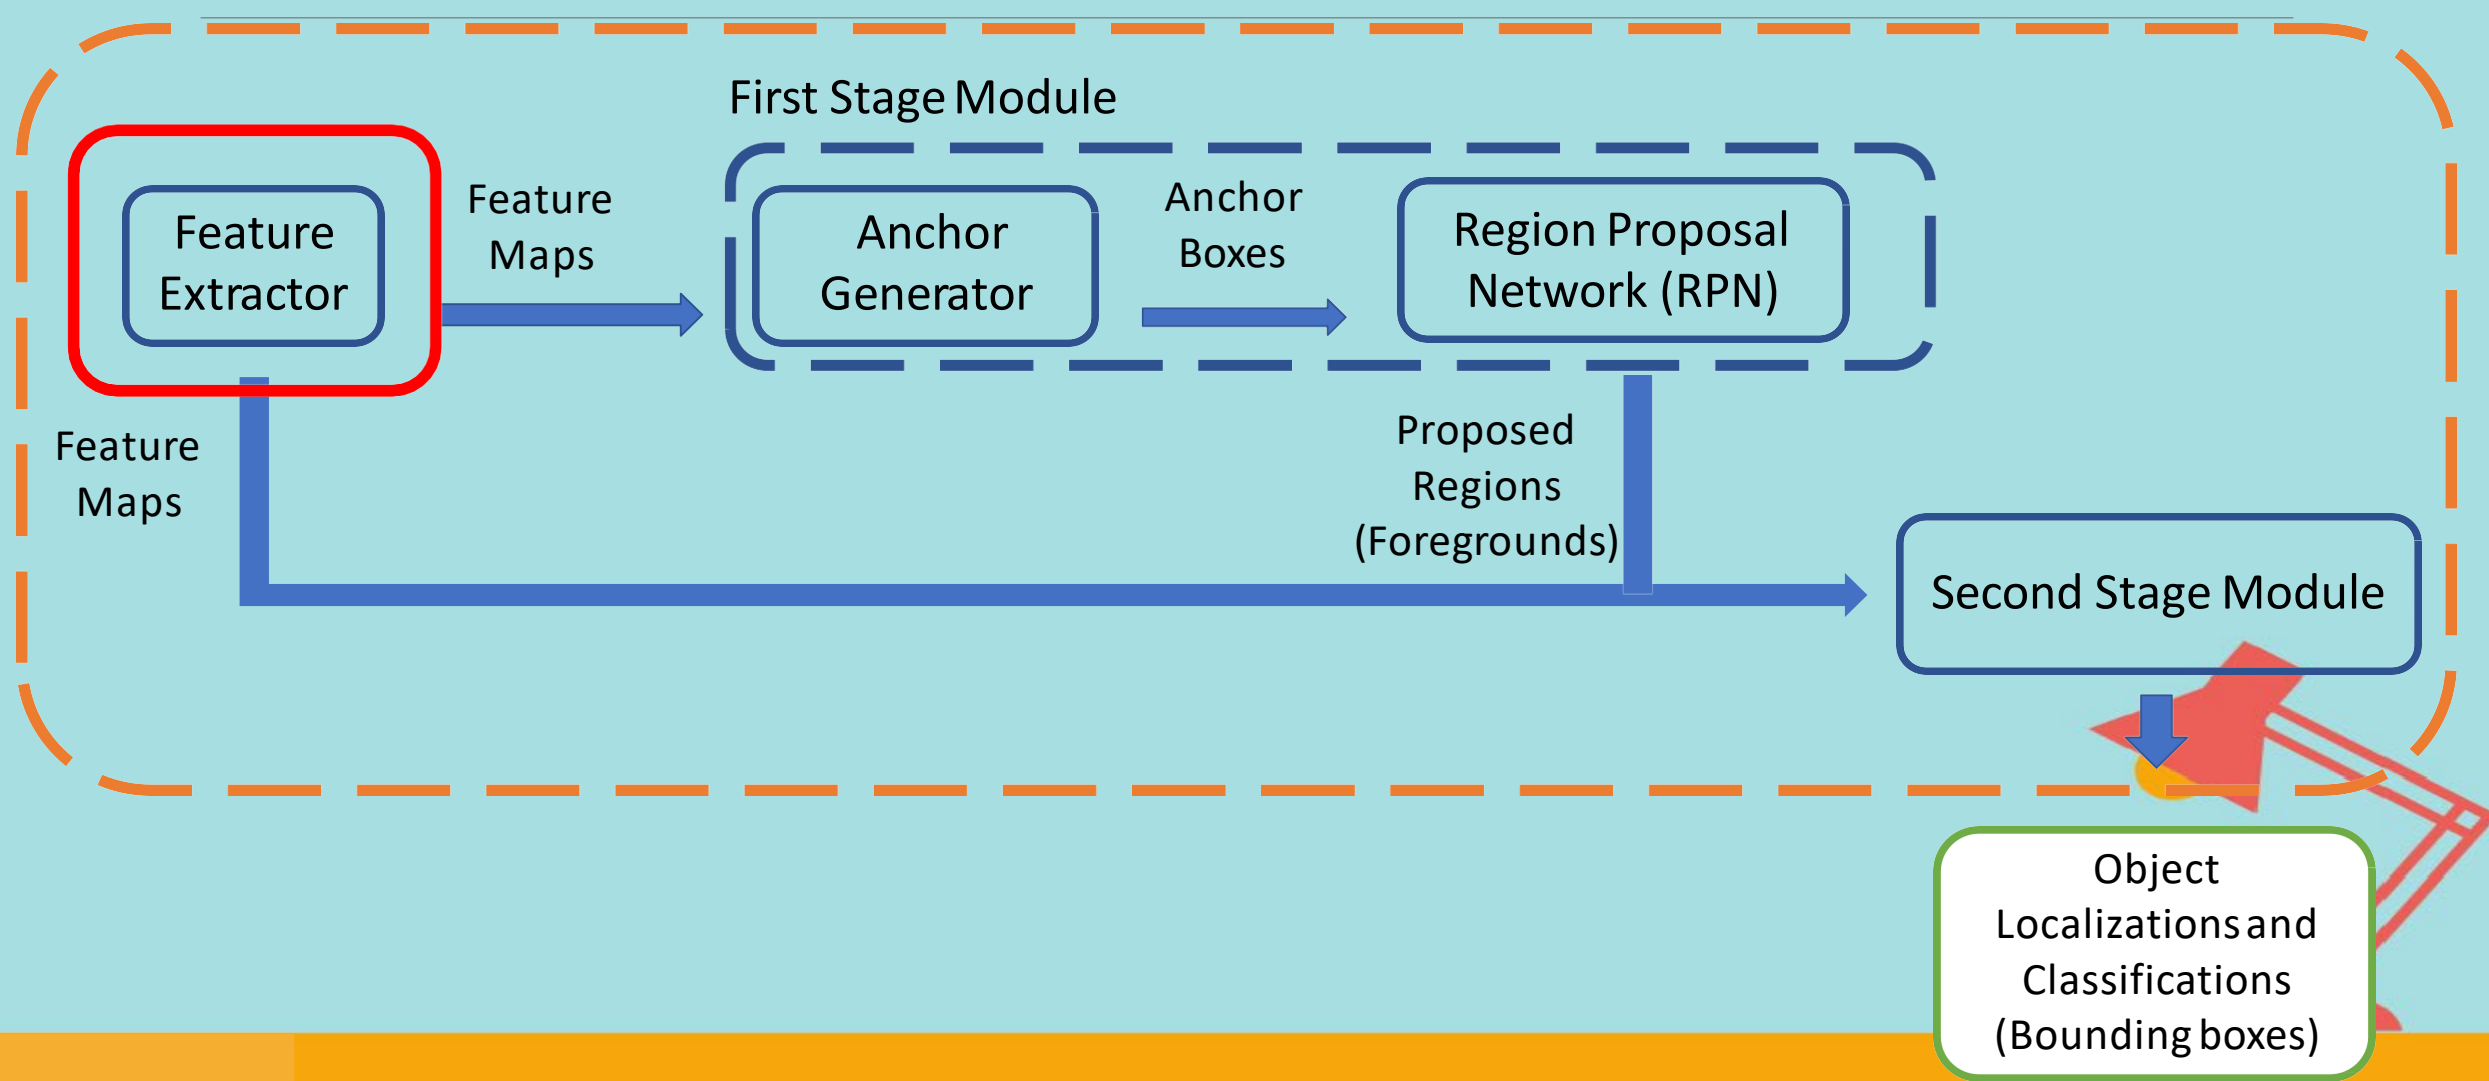 First Stage Module
Feature
Extractor
Feature
Maps
Anchor
Generator
Anchor
Boxes
Region Proposal
Network (RPN)
Feature
Maps
Proposed
Regions
(Foregrounds)
Second Stage Module
Object
Localizations and
Classifications
(Bounding boxes)